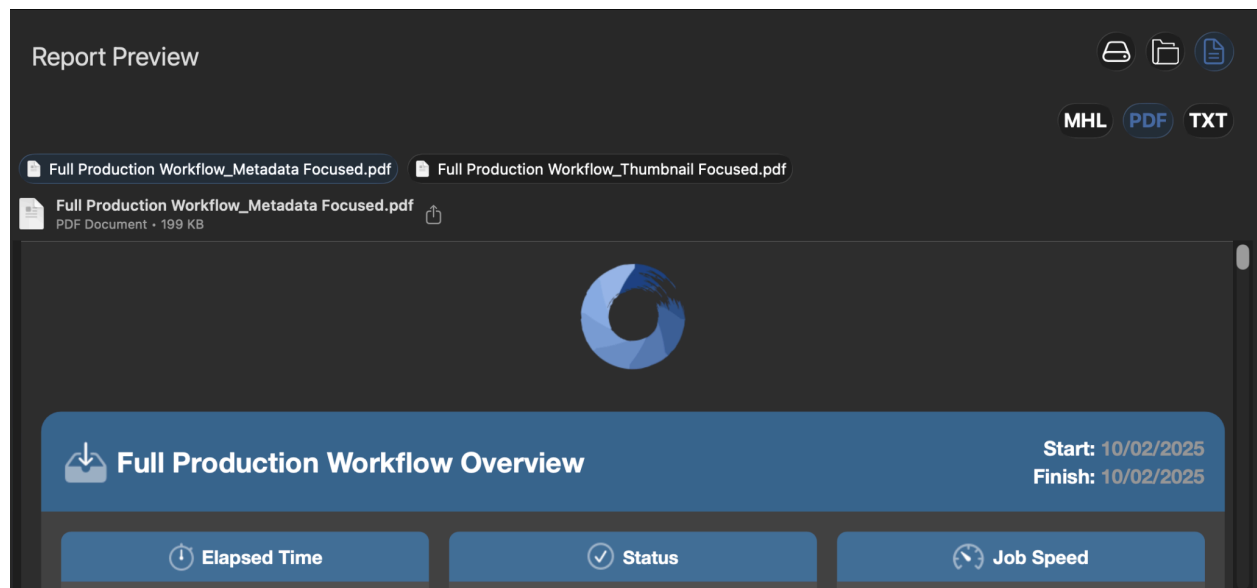 Report Preview
MHL PDF TXT
Full Production Workflow_Metadata Focused.pdf Full Production Workflow_Thumbnail Focused.pdf
Full Production Workflow_Metadata Focused.pdf
PDF Document • 199 KB
Full Production Workflow Overview
Start: 10/02/2025
Finish: 10/02/2025
Elapsed Time Status Job Speed